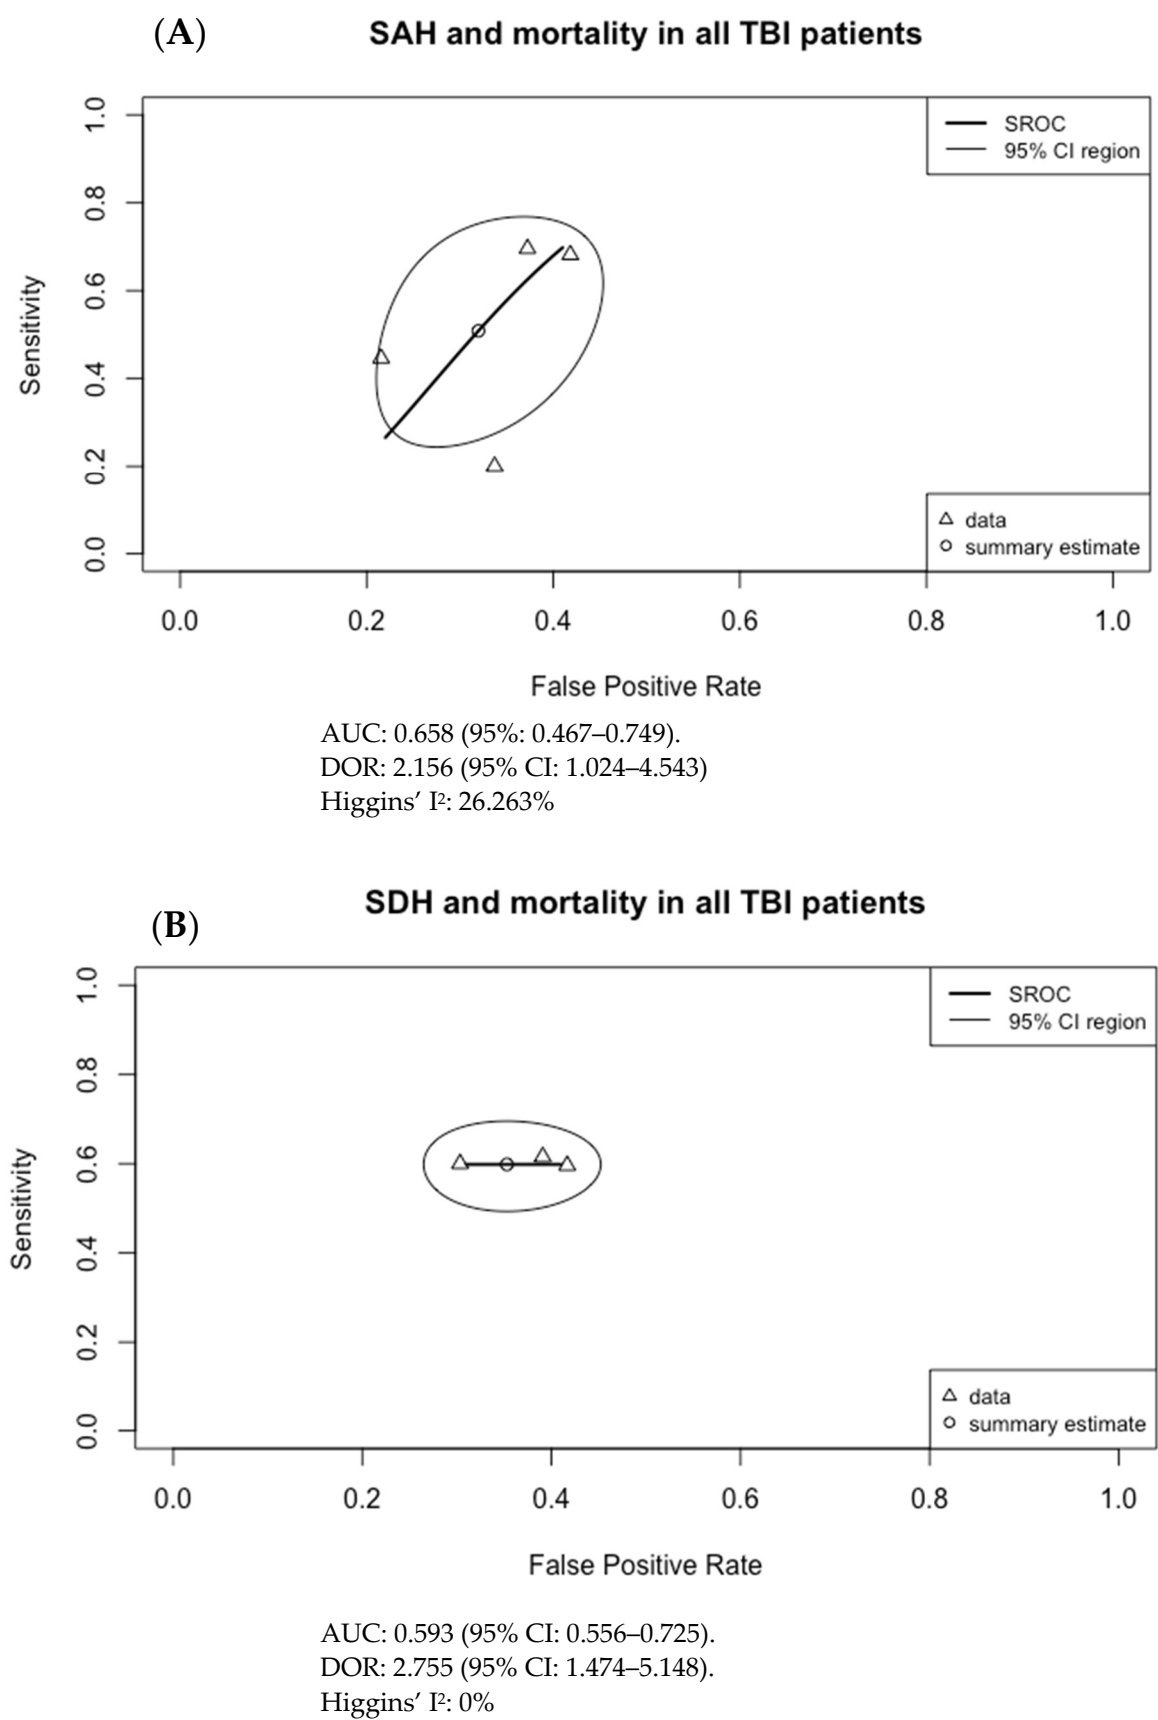 (A)
SAH and mortality in all TBI patients
SROC
95% CI region
1.0
0.8
0.6
0.4
0.2
0.0
Sensitivity
data
summary estimate
0.0 0.2 0.4 0.6 0.8 1.0
False Positive Rate
AUC: 0.658 (95%: 0.467–0.749).
DOR: 2.156 (95% CI: 1.024–4.543)
Higgins’ I²: 26.263%
(B)
SDH and mortality in all TBI patients
SROC
95% CI region
1.0
0.8
0.6
0.4
0.2
0.0
Sensitivity
data
summary estimate
0.0 0.2 0.4 0.6 0.8 1.0
False Positive Rate
AUC: 0.593 (95% CI: 0.556–0.725).
DOR: 2.755 (95% CI: 1.474–5.148).
Higgins’ I²: 0%